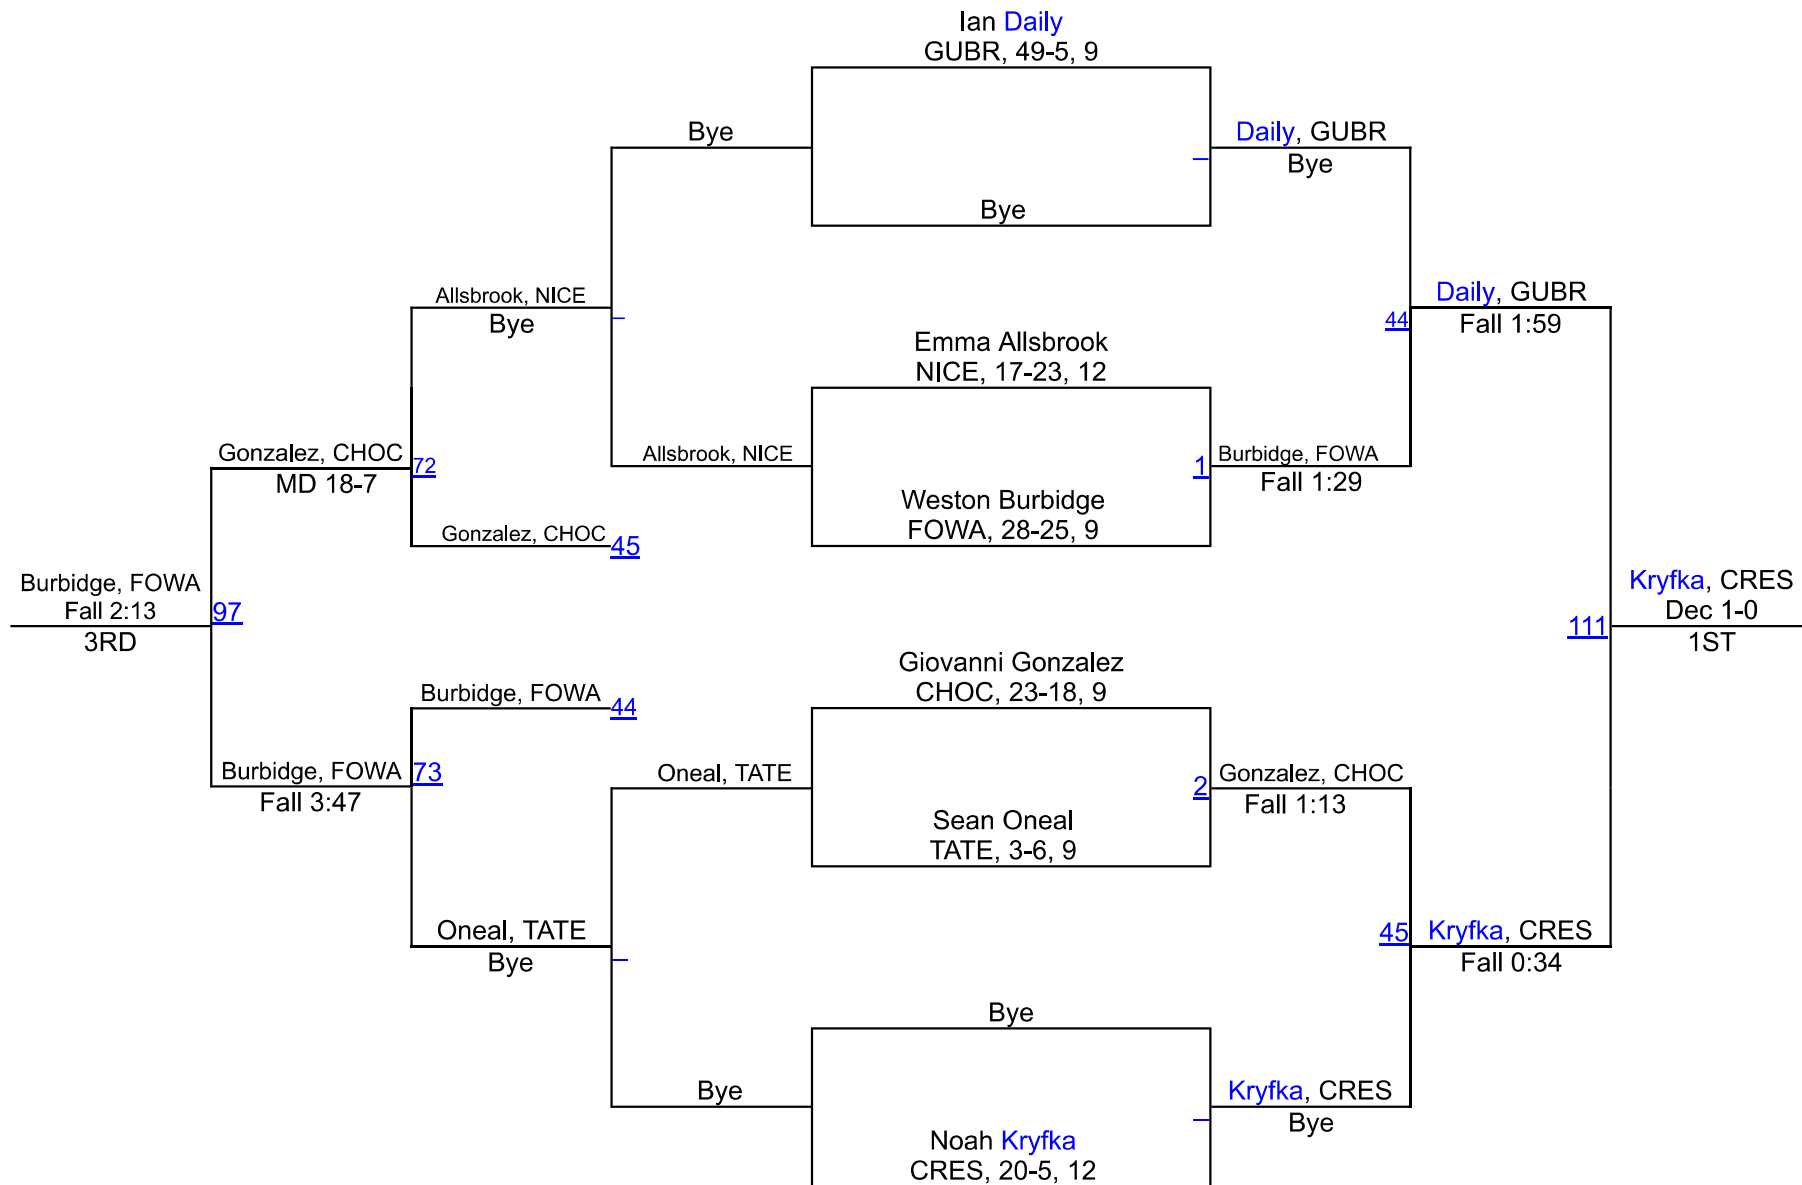 Ian Daily
GUBR, 49-5, 9
Bye
Daily, GUBR
Bye
Bye
Allsbrook, NICE
Bye
Daily, GUBR
44
Fall 1:59
Emma Allsbrook
NICE, 17-23, 12
Gonzalez, CHOC
72
MD 18-7
Allsbrook, NICE
1
Burbidge, FOWA
Fall 1:29
Weston Burbidge
FOWA, 28-25, 9
Gonzalez, CHOC
45
Burbidge, FOWA
Fall 2:13
97
3RD
Kryfka, CRES
Dec 1-0
111
1ST
Giovanni Gonzalez
CHOC, 23-18, 9
Burbidge, FOWA
44
Burbidge, FOWA
73
Fall 3:47
Oneal, TATE
2
Gonzalez, CHOC
Fall 1:13
Sean Oneal
TATE, 3-6, 9
Oneal, TATE
Bye
45
Kryfka, CRES
Fall 0:34
Bye
Bye
Kryfka, CRES
Bye
Noah Kryfka
CRES, 20-5, 12